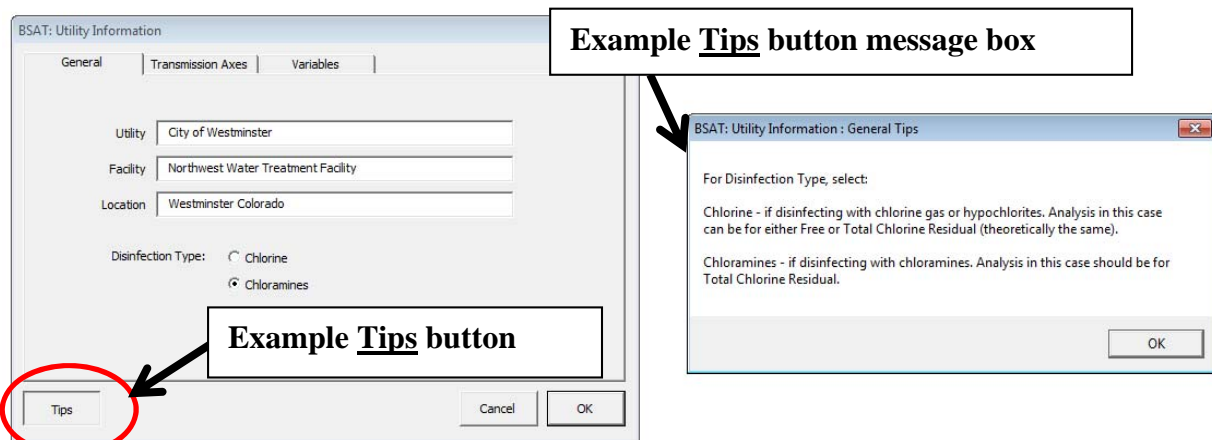 BSAT: Utility Information
General
Transmission Axes
Variables
Utility
City of Westminster
Facility
Northwest Water Treatment Facility
Location
Westminster Colorado
Disinfection Type:
Chlorine
Chloramines
Example Tips button
Tips
Cancel
OK
Example Tips button message box
BSAT: Utility Information : General Tips
For Disinfection Type, select:
Chlorine - if disinfecting with chlorine gas or hypochlorites. Analysis in this case
can be for either Free or Total Chlorine Residual (theoretically the same).
Chloramines - if disinfecting with chloramines. Analysis in this case should be for
Total Chlorine Residual.
OK